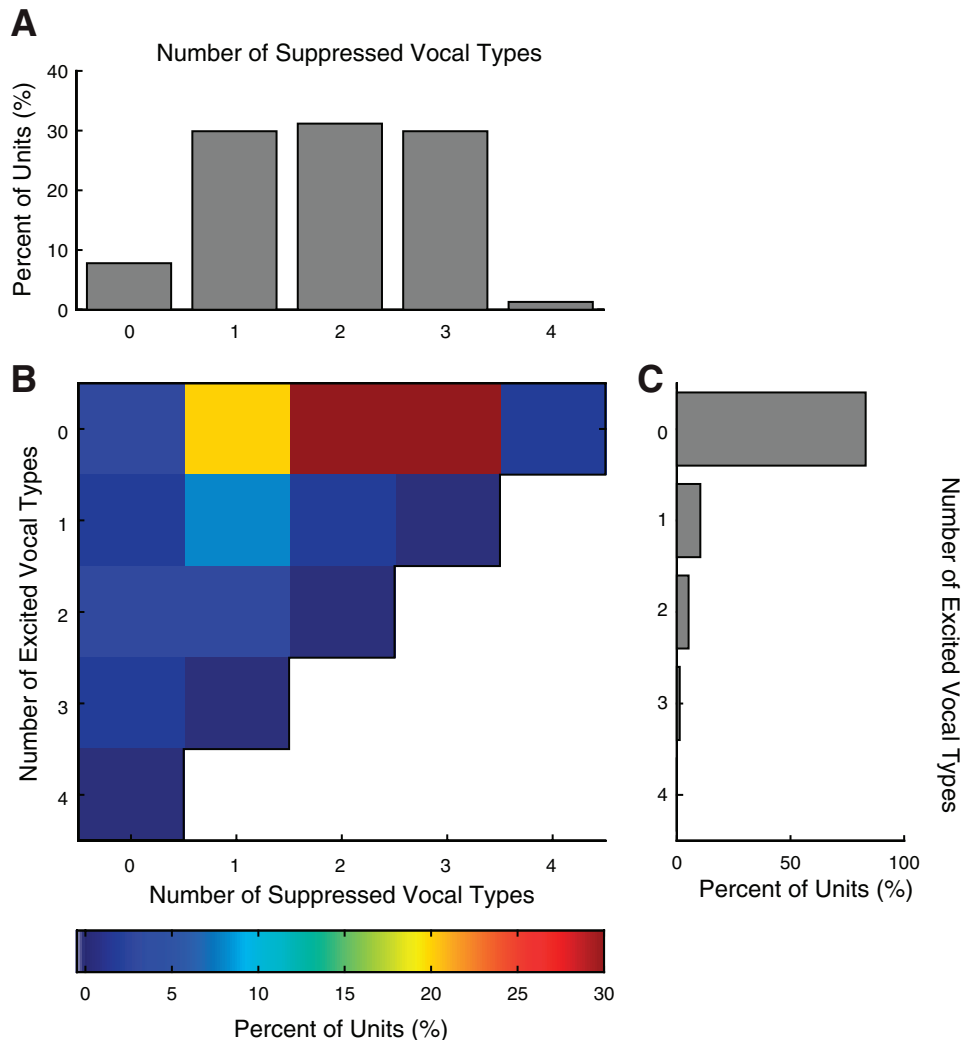 A
Number of Suppressed Vocal Types
Percent of Units (%)
40
30
20
10
0
0 1 2 3 4
B
Number of Excited Vocal Types
0
1
2
3
4
0 1 2 3 4
Number of Suppressed Vocal Types
0 5 10 15 20 25 30
Percent of Units (%)
C
0
1
2
3
4
0 50 100
Percent of Units (%)
Number of Excited Vocal Types